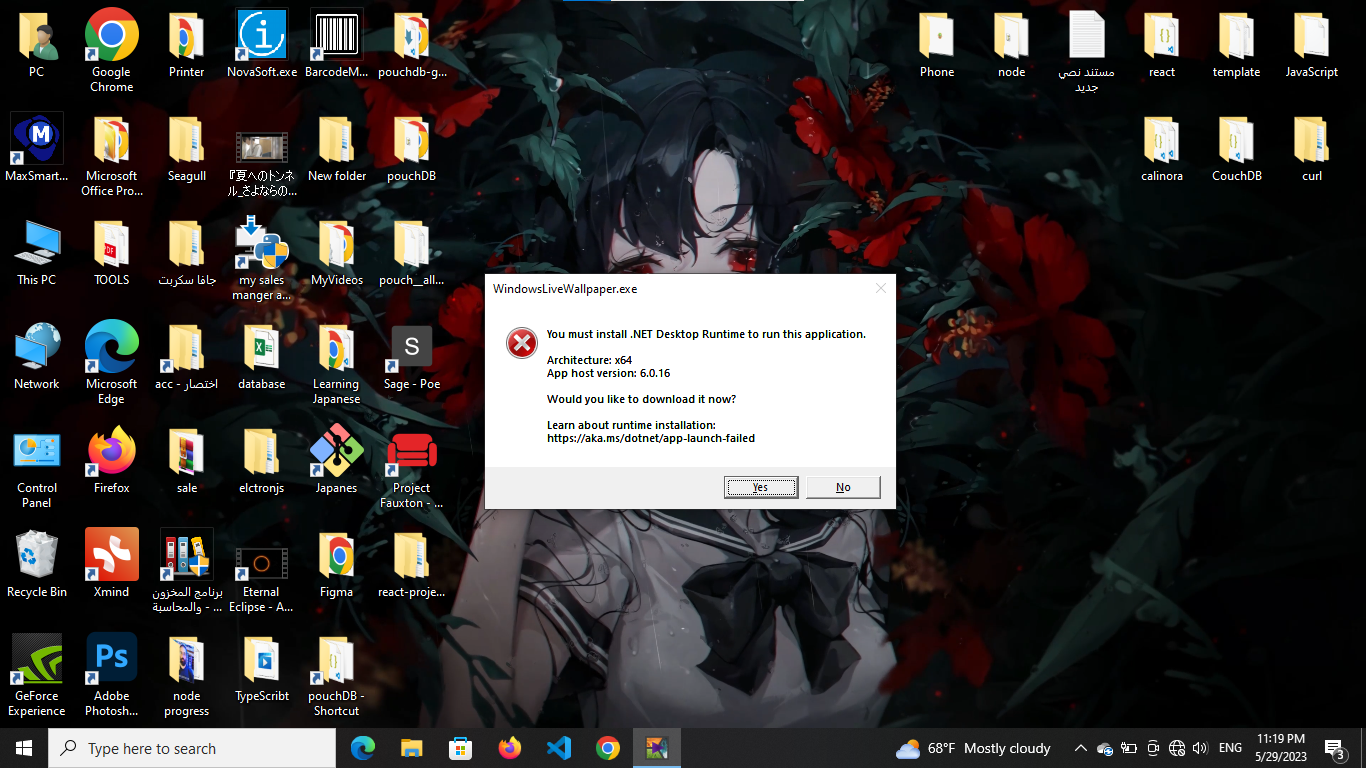 PC
Google
Chrome
Printer
NovaSoft.exe
BarcodeM...
pouchdb-g...
Phone
node
مستند نصي
جديد
react
template
JavaScript
M
MaxSmart...
Microsoft
Office Pro...
Seagull
『夏へのトンネ
ル_さよならの...
New folder
pouchDB
calinora
CouchDB
curl
This PC
TOOLS
PDF
جافا سكريبت
my sales
manger a...
MyVideos
pouch__all...
Network
Microsoft
Edge
acc - اختصار
database
Learning
Japanese
S
Sage - Poe
Control
Panel
Firefox
sale
elctronjs
Japanes
Project
Fauxton - ...
Recycle Bin
Xmind
برنامج المخزون
والمحاسبة - ...
Eternal
Eclipse - A...
Figma
react-proje...
GeForce
Experience
Ps
Adobe
Photosh...
node
progress
TypeScribt
pouchDB -
Shortcut
WindowsLiveWallpaper.exe
You must install .NET Desktop Runtime to run this application.
Architecture: x64
App host version: 6.0.16
Would you like to download it now?
Learn about runtime installation:
https://aka.ms/dotnet/app-launch-failed
Yes
No
Type here to search
68°F Mostly cloudy
ENG
11:19 PM
5/29/2023
3